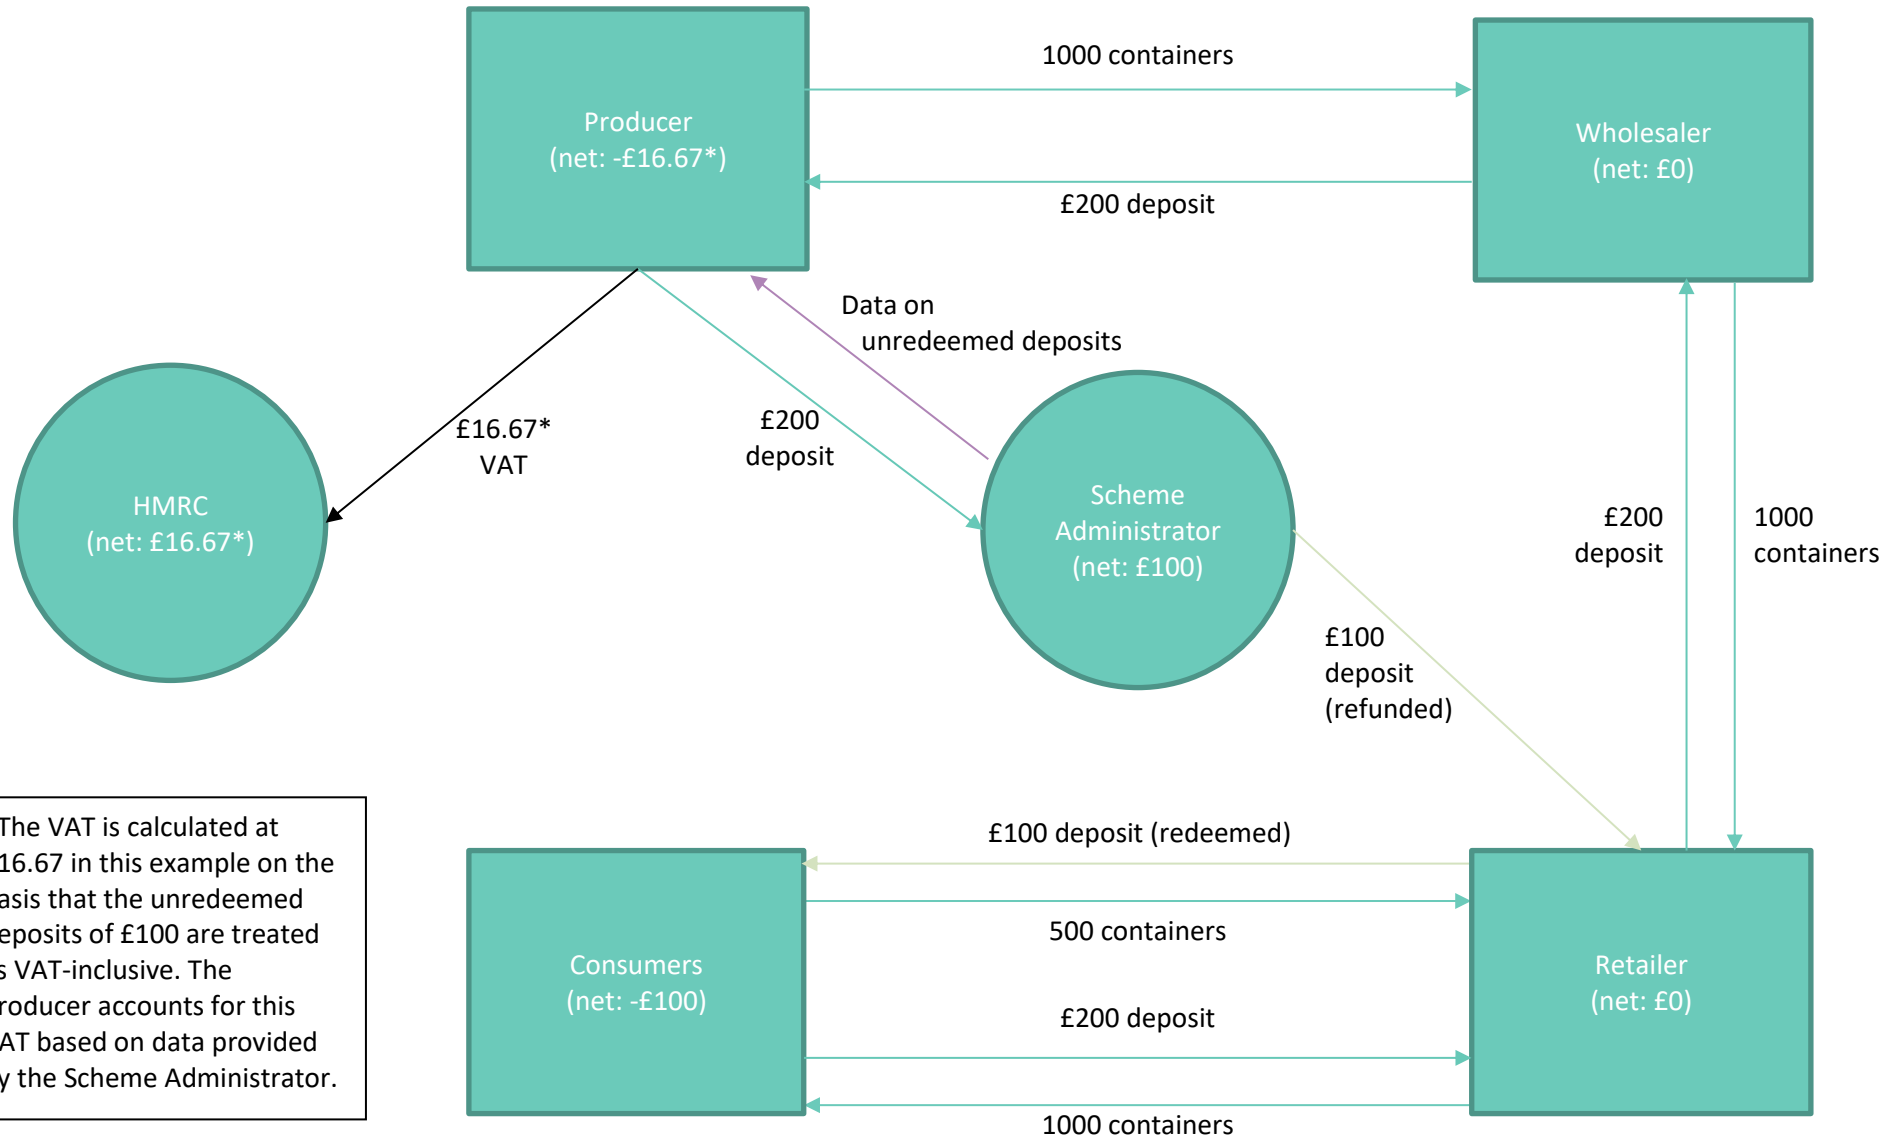 1000 containers
Producer
(net: -£16.67*)
Wholesaler
(net: £0)
£200 deposit
Data on
unredeemed deposits
£16.67*
VAT
£200
deposit
HMRC
(net: £16.67*)
Scheme
Administrator
(net: £100)
£200
deposit
1000
containers
£100
deposit
(refunded)
The VAT is calculated at
16.67 in this example on the
asis that the unredeemed
eposits of £100 are treated
s VAT-inclusive. The
roducer accounts for this
AT based on data provided
y the Scheme Administrator.
£100 deposit (redeemed)
500 containers
Consumers
(net: -£100)
Retailer
(net: £0)
£200 deposit
1000 containers